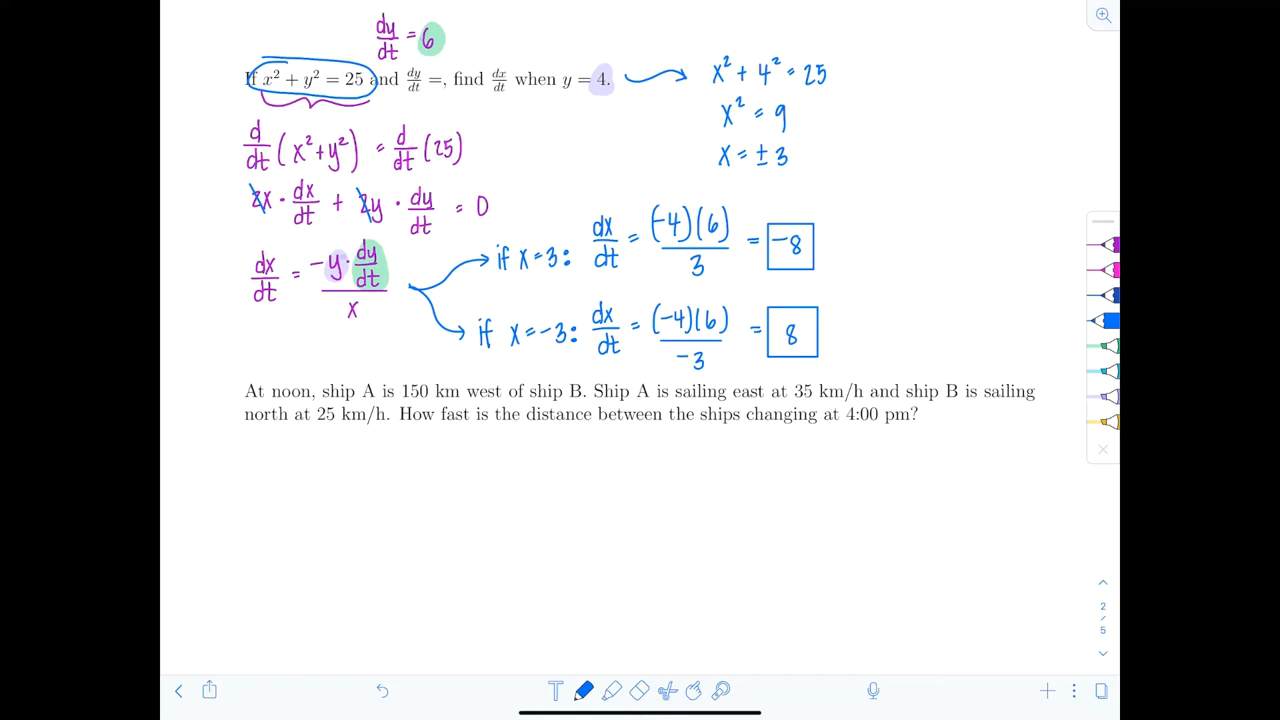 dy/dt = 6
If x² + y² = 25 and dy/dt =, find dx/dt when y = 4.
x² + 4² = 25
x² = 9
x = ± 3
d/dt (x² + y²) = d/dt (25)
2x · dx/dt + 2y · dy/dt = 0
dx/dt = -y · dy/dt / x
if x = 3: dx/dt = (-4)(6) / 3 = -8
if x = -3: dx/dt = (-4)(6) / -3 = 8
At noon, ship A is 150 km west of ship B. Ship A is sailing east at 35 km/h and ship B is sailing
north at 25 km/h. How fast is the distance between the ships changing at 4:00 pm?
2
/
5
T